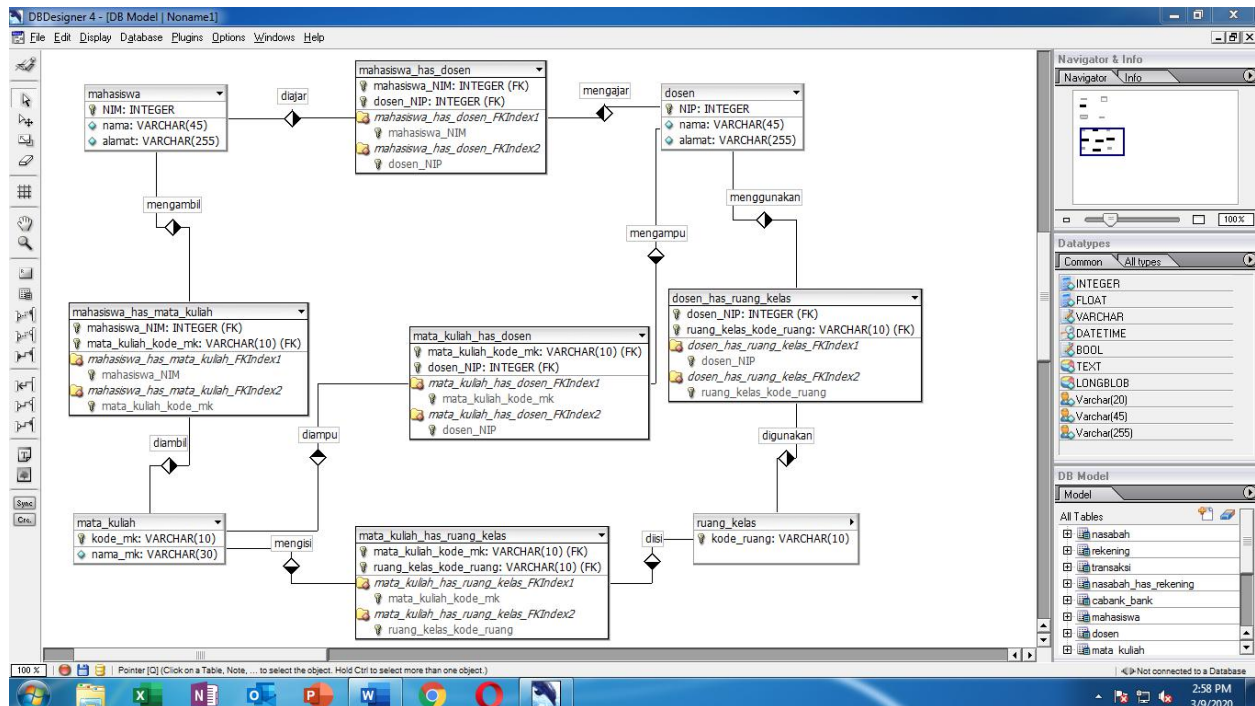 DBDesigner 4 - [DB Model | Noname1]
File Edit Display Database Plugins Options Windows Help
mahasiswa
NIM: INTEGER
nama: VARCHAR(45)
alamat: VARCHAR(255)
diajar
mahasiswa_has_dosen
mahasiswa_NIM: INTEGER (FK)
dosen_NIP: INTEGER (FK)
mahasiswa_has_dosen_FKIndex1
mahasiswa_NIM
mahasiswa_has_dosen_FKIndex2
dosen_NIP
mengajar
dosen
NIP: INTEGER
nama: VARCHAR(45)
alamat: VARCHAR(255)
mengambil
mengampu
menggunakan
mahasiswa_has_mata_kuliah
mahasiswa_NIM: INTEGER (FK)
mata_kuliah_kode_mk: VARCHAR(10) (FK)
mahasiswa_has_mata_kuliah_FKIndex1
mahasiswa_NIM
mahasiswa_has_mata_kuliah_FKIndex2
mata_kuliah_kode_mk
mata_kuliah_has_dosen
mata_kuliah_kode_mk: VARCHAR(10) (FK)
dosen_NIP: INTEGER (FK)
mata_kuliah_has_dosen_FKIndex1
mata_kuliah_kode_mk
mata_kuliah_has_dosen_FKIndex2
dosen_NIP
dosen_has_ruang_kelas
dosen_NIP: INTEGER (FK)
ruang_kelas_kode_ruang: VARCHAR(10) (FK)
dosen_has_ruang_kelas_FKIndex1
dosen_NIP
dosen_has_ruang_kelas_FKIndex2
ruang_kelas_kode_ruang
diambil
diampu
digunakan
mata_kuliah
kode_mk: VARCHAR(10)
nama_mk: VARCHAR(30)
mengisi
mata_kuliah_has_ruang_kelas
mata_kuliah_kode_mk: VARCHAR(10) (FK)
ruang_kelas_kode_ruang: VARCHAR(10) (FK)
mata_kuliah_has_ruang_kelas_FKIndex1
mata_kuliah_kode_mk
mata_kuliah_has_ruang_kelas_FKIndex2
ruang_kelas_kode_ruang
diisi
ruang_kelas
kode_ruang: VARCHAR(10)
Sync
Navigator & Info
Navigator Info
100%
Datatypes
Common All types
INTEGER
FLOAT
VARCHAR
DATETIME
BOOL
TEXT
LONGBLOB
Varchar(20)
Varchar(45)
Varchar(255)
DB Model
Model
All Tables
nasabah
rekening
transaksi
nasabah_has_rekening
cabank_bank
mahasiswa
dosen
mata_kuliah
100 % Pointer [Q] (Click on a Table, Note, ... to select the object. Hold Ctrl to select more than one object.) Not connected to a Database
2:58 PM
3/9/2020